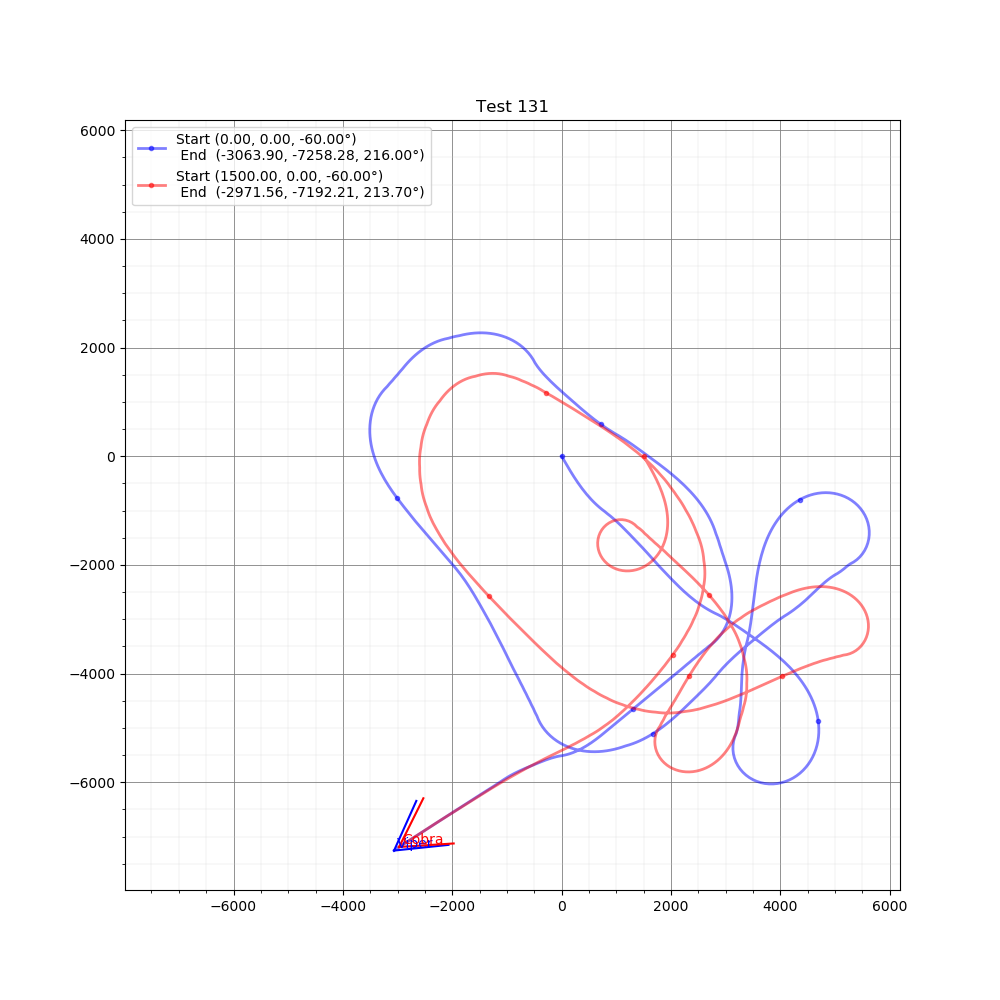 Test 131
Start (0.00, 0.00, -60.00°)
End  (-3063.90, -7258.28, 216.00°)
Start (1500.00, 0.00, -60.00°)
End  (-2971.56, -7192.21, 213.70°)
6000
4000
2000
0
−2000
−4000
−6000
Cobra
−6000 −4000 −2000 0 2000 4000 6000